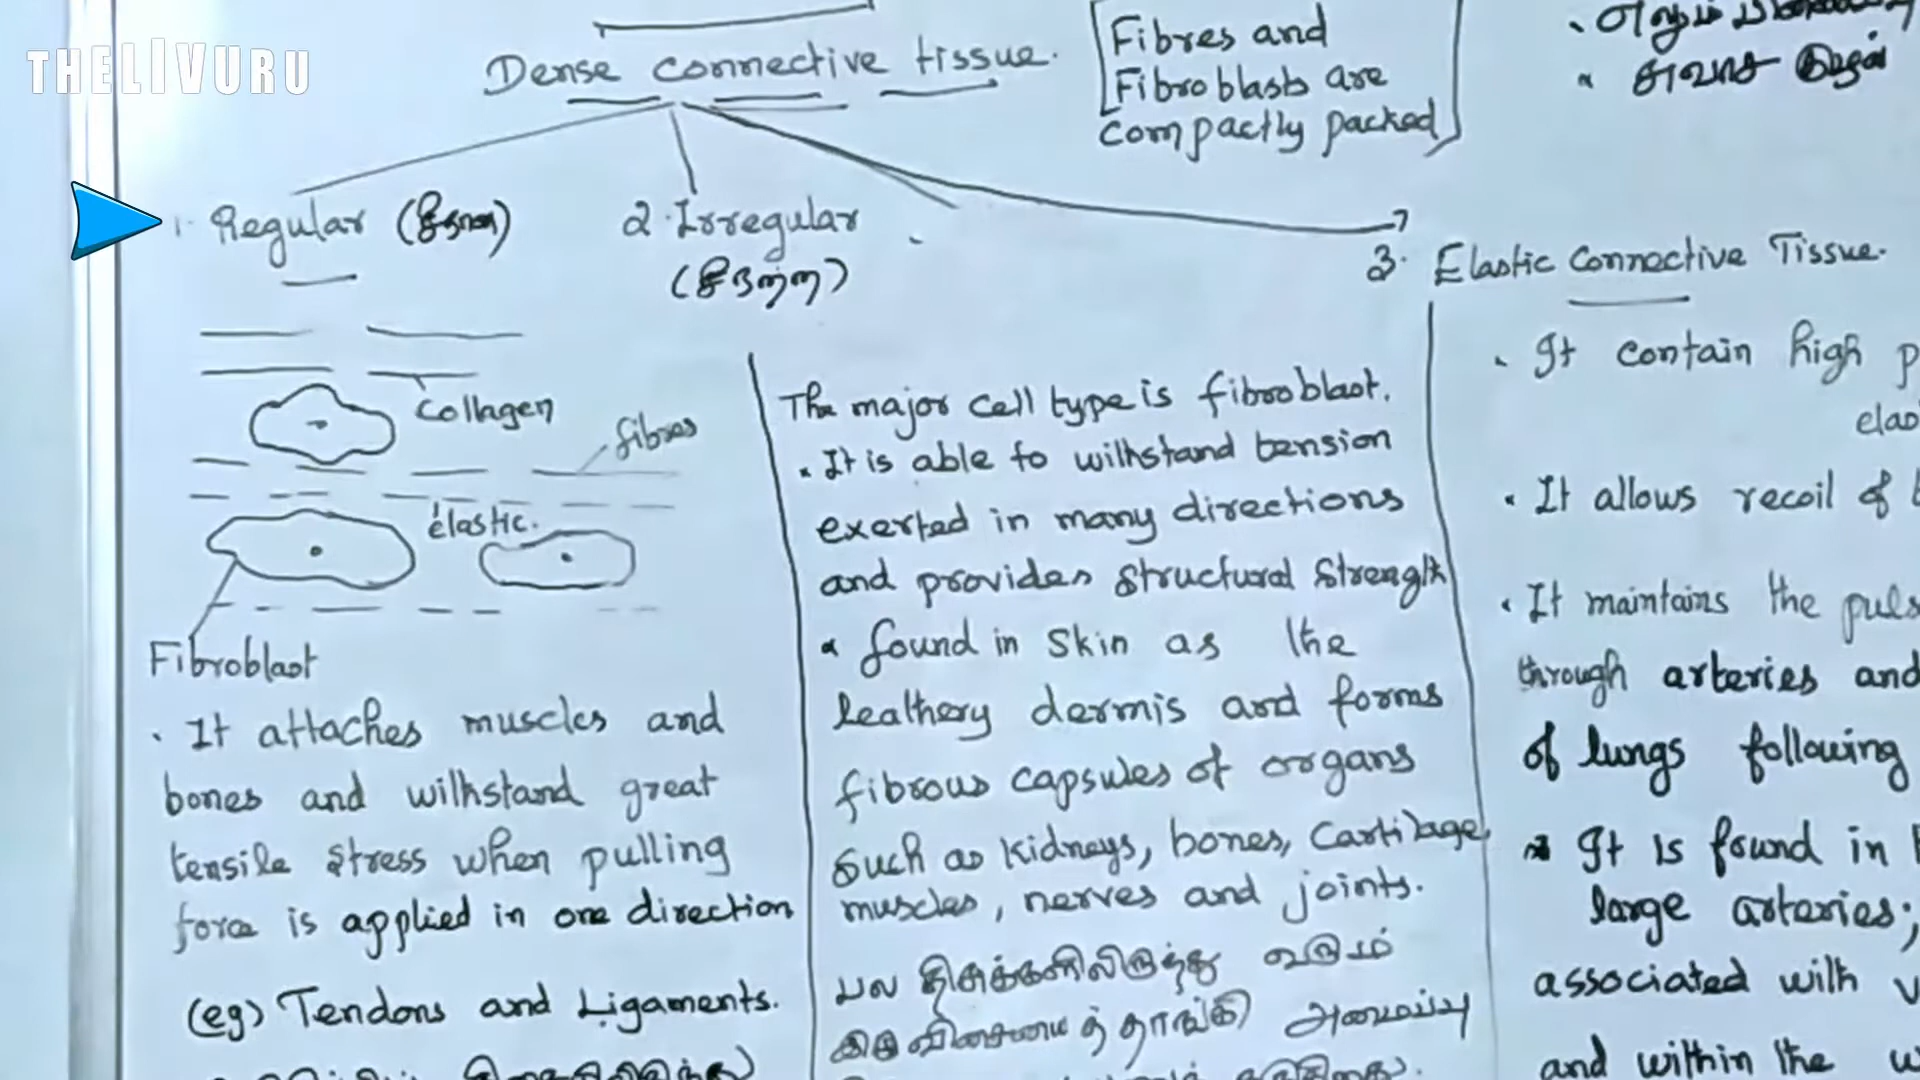 THELIVURU
Dense connective tissue.
Fibres and
Fibroblasts are
compactly packed
1. Regular
2. Irregular
3. Elastic Connective Tissue.
collagen
fibres
elastic.
Fibroblast
. It attaches muscles and
bones and withstand great
tensile stress when pulling
force is applied in one direction
(eg) Tendons and Ligaments.
The major cell type is fibroblast.
. It is able to withstand tension
exerted in many directions
and provides structural strength
. found in skin as the
leathery dermis and forms
fibrous capsules of organs
such as kidneys, bones, cartilage,
muscles, nerves and joints.
பல திசைகளிலிருந்து வரும்
தாங்கி அமைப்பு
. It contain high
. It allows recoil of
. It maintains the
through arteries and
of lungs following
It is found in
large arteries;
associated with
and within the